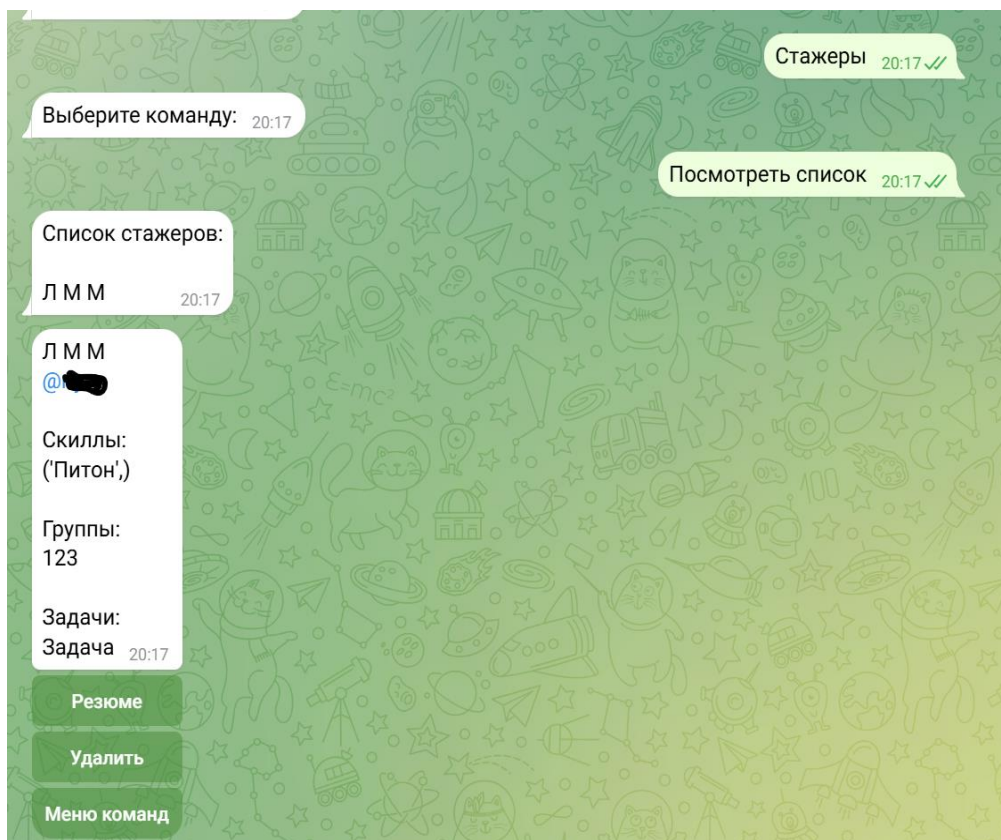 Стажеры 20:17
Выберите команду: 20:17
Посмотреть список 20:17
Список стажеров:
Л М М 20:17
Л М М
@
Скиллы:
('Питон',)
Группы:
123
Задачи:
Задача 20:17
Резюме
Удалить
Меню команд